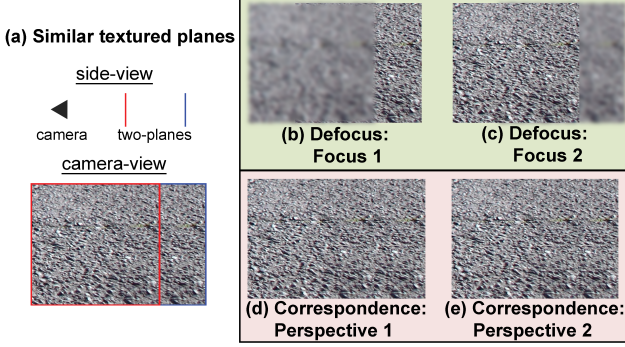 (a) Similar textured planes
side-view
camera
two-planes
camera-view
(b) Defocus:
Focus 1
(c) Defocus:
Focus 2
(d) Correspondence:
Perspective 1
(e) Correspondence:
Perspective 2